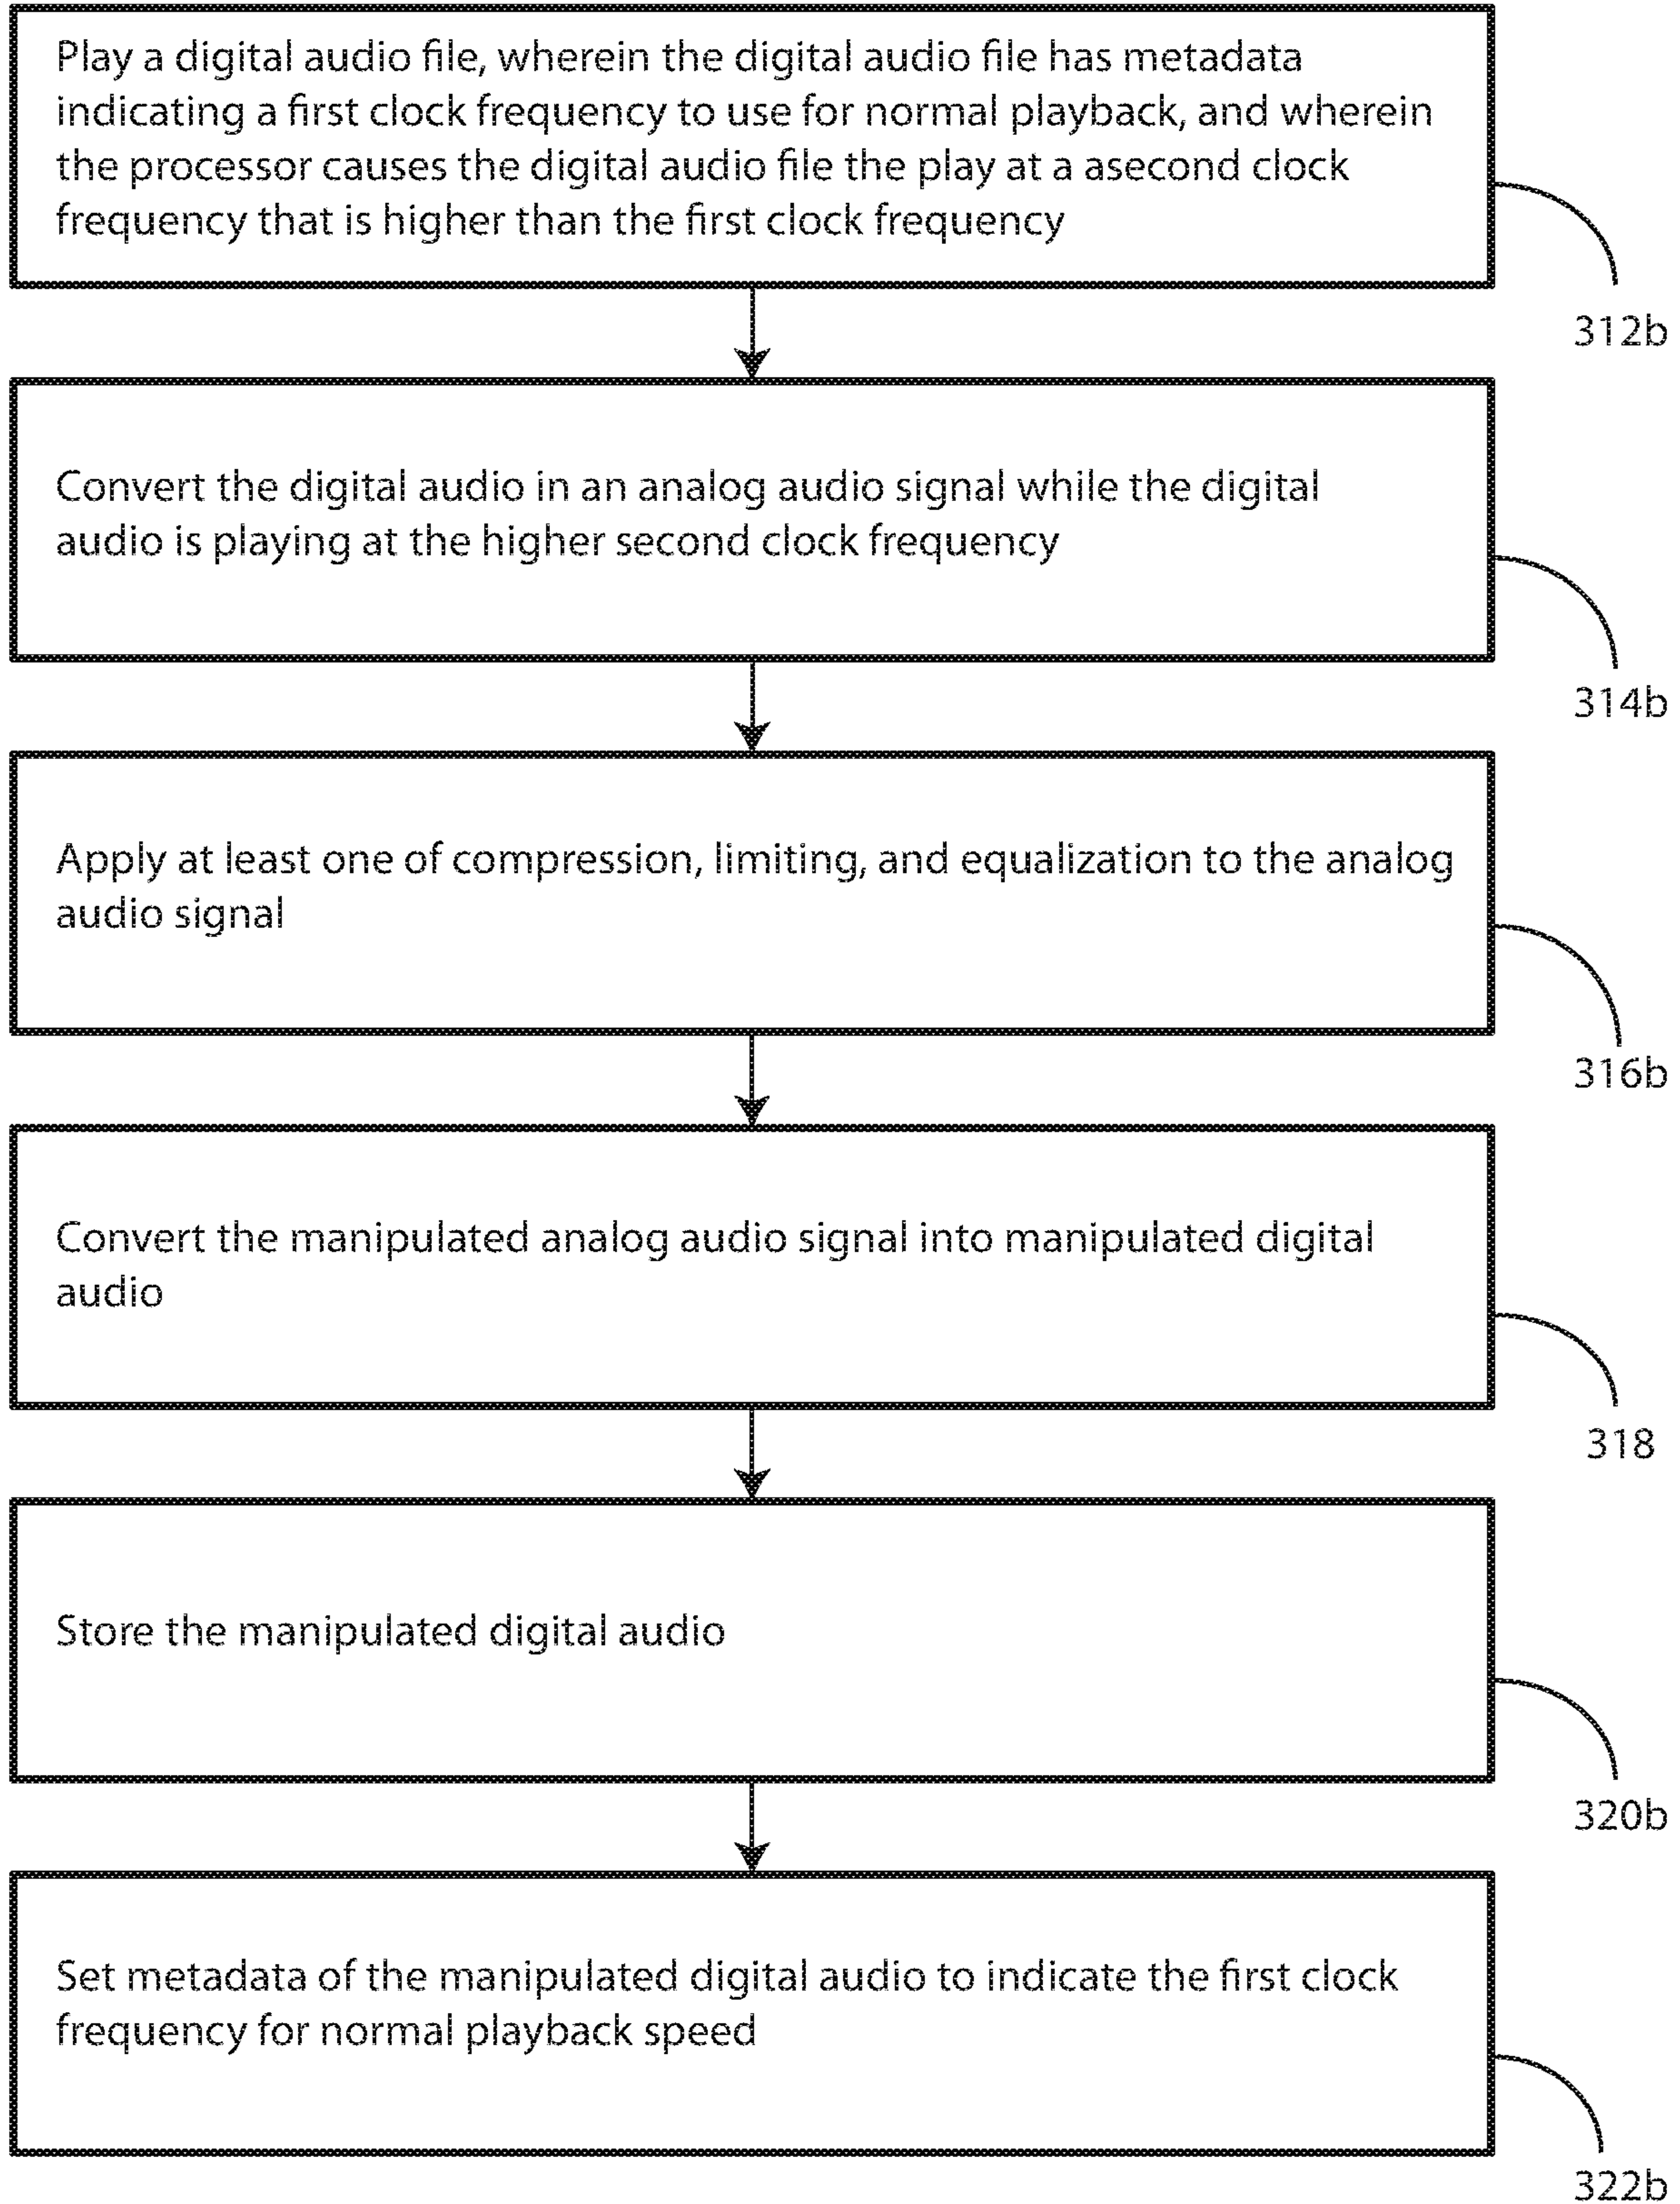 Play a digital audio file, wherein the digital audio file has metadata
indicating a first clock frequency to use for normal playback, and wherein
the processor causes the digital audio file the play at a asecond clock
frequency that is higher than the first clock frequency
312b
Convert the digital audio in an analog audio signal while the digital
audio is playing at the higher second clock frequency
314b
Apply at least one of compression, limiting, and equalization to the analog
audio signal
316b
Convert the manipulated analog audio signal into manipulated digital
audio
318
Store the manipulated digital audio
320b
Set metadata of the manipulated digital audio to indicate the first clock
frequency for normal playback speed
322b